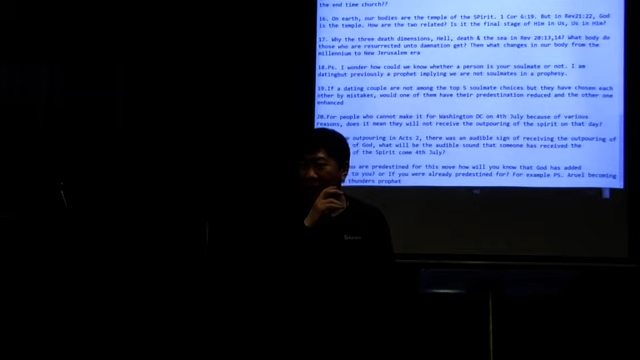 the end time church??
16. On earth, our bodies are the temple of the SPirit. 1 Cor 6:19. But in Rev21:22, God
is the temple. How are the two related? Is it the final stage of Him in Us, Us in Him?
17. Why the three death dimensions, Hell, death & the sea in Rev 20:13,14? What body do
those who are resurrected unto damnation get? Then what changes in our body from the
millennium to New Jerusalem era
18.Ps. I wonder how could we know whether a person is your soulmate or not. I am
datingbut previously a prophet implying we are not soulmates in a prophesy.
19.If a dating couple are among the top 5 soulmate choices but they have chosen each
other by mistakes, would one of them have their predestination reduced and the other one
enhanced
20.For people who cannot make it for Washington DC on 4th July because of various
reasons, does it mean they will not receive the outpouring of the spirit on that day?
outpouring in Acts 2, there was an audible sign of receiving the outpouring of
of God, what will be the audible sound that someone has received the
of the Spirit come 4th July?
you are predestined for this move how will you know that God has added
to you? or If you were already predestined for? For example PS. Aroel becoming
thunders prophet